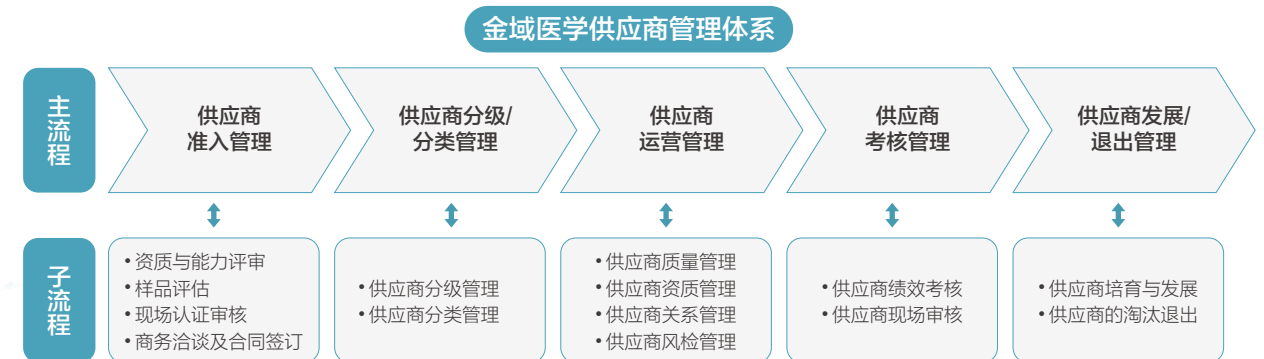 金域医学供应商管理体系
主流程
供应商
准入管理
供应商分级/
分类管理
供应商
运营管理
供应商
考核管理
供应商发展/
退出管理
子流程
•资质与能力评审
•样品评估
•现场认证审核
•商务洽谈及合同签订
•供应商分级管理
•供应商分类管理
•供应商质量管理
•供应商资质管理
•供应商关系管理
•供应商风检管理
•供应商绩效考核
•供应商现场审核
•供应商培育与发展
•供应商的淘汰退出